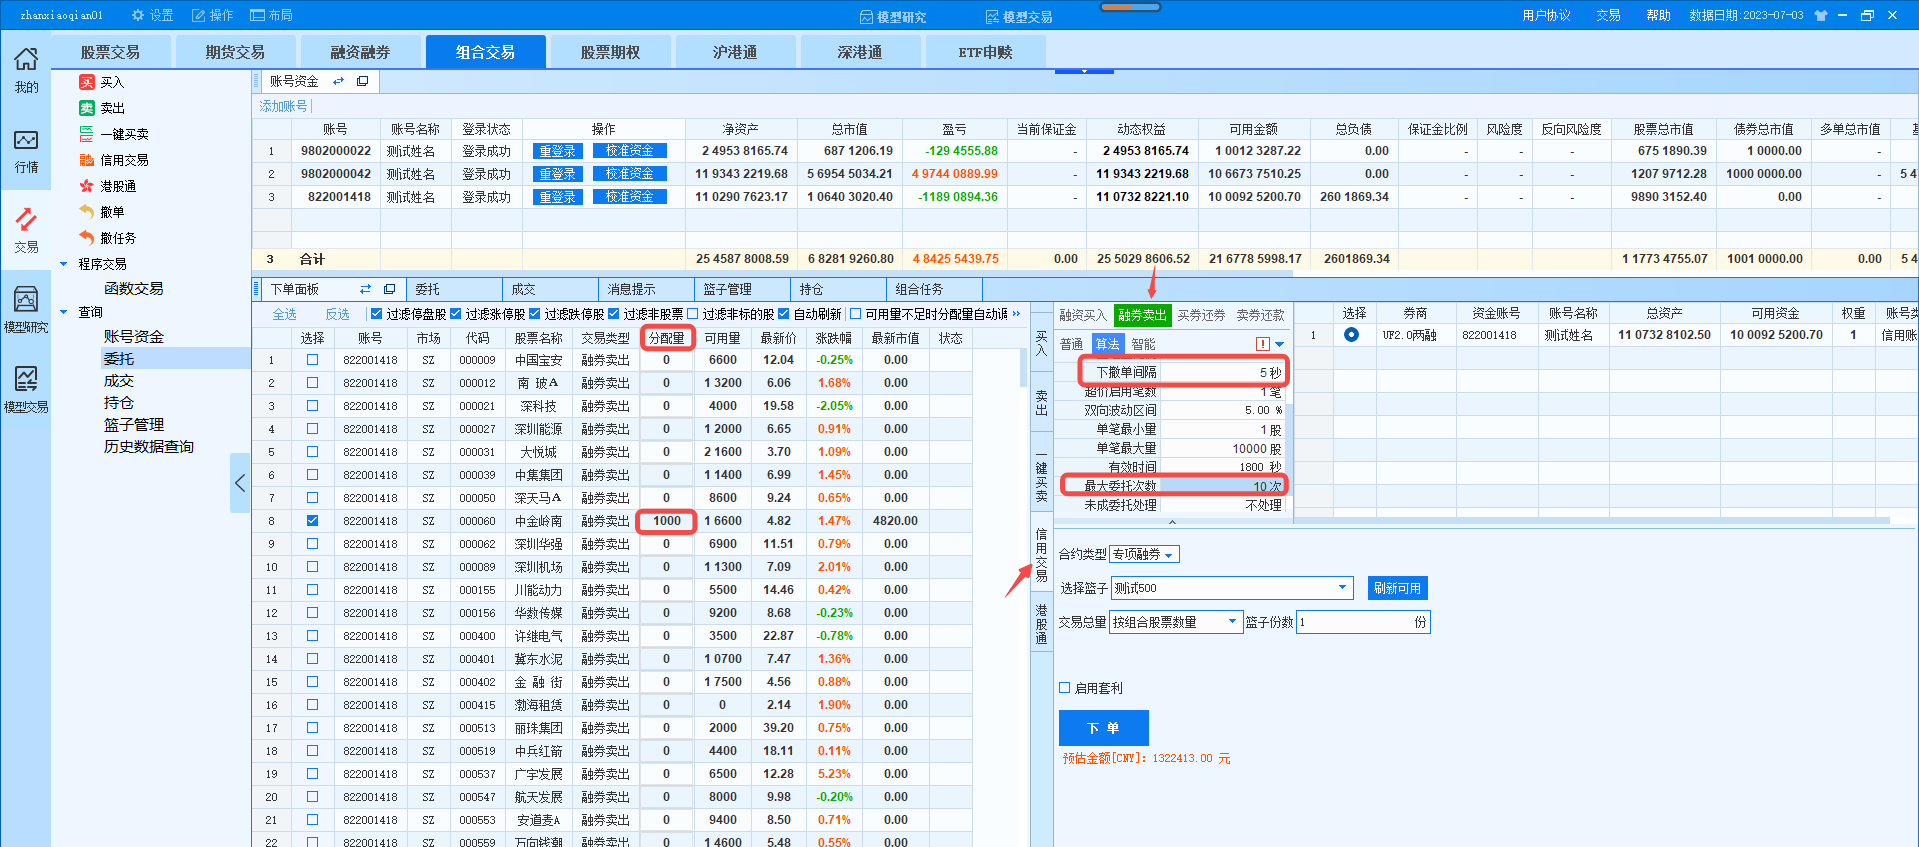 zhanxiaoqian01 设置 操作 布局 模型研究 模型交易 用户协议 交易 帮助 数据日期:2023-07-03
股票交易 期货交易 融资融券 组合交易 股票期权 沪港通 深港通 ETF申赎
我的
行情
交易
模型研究
模型交易
买 买入
卖 卖出
一键买卖
信用交易
港股通
撤单
撤任务
程序交易
函数交易
查询
账号资金
委托
成交
持仓
篮子管理
历史数据查询
账号资金
添加账号
账号 账号名称 登录状态 操作 净资产 总市值 盈亏 当前保证金 动态权益 可用金额 总负债 保证金比例 风险度 反向风险度 股票总市值 债券总市值 多单总市值
1 9802000022 测试姓名 登录成功 重登录 校准资金 2 4953 8165.74 687 1206.19 -129 4555.88 - 2 4953 8165.74 1 0012 3287.22 0.00 - - - 675 1890.39 1 0000.00 -
2 9802000042 测试姓名 登录成功 重登录 校准资金 11 9343 2219.68 5 6954 5034.21 4 9744 0889.99 - 11 9343 2219.68 10 6673 7510.25 0.00 - - - 1207 9712.28 1000 0000.00 - 5 4
3 822001418 测试姓名 登录成功 重登录 校准资金 11 0290 7623.17 1 0640 3020.40 -1189 0894.36 - 11 0732 8221.10 10 0092 5200.70 260 1869.34 - - - 9890 3152.40 0.00 -
3 合计 25 4587 8008.59 6 8281 9260.80 4 8425 5439.75 0.00 25 5029 8606.52 21 6778 5998.17 2601869.34 1 1773 4755.07 1001 0000.00 0.00 5 4
下单面板 委托 成交 消息提示 篮子管理 持仓 组合任务
全选 反选 过滤停盘股 过滤涨停股 过滤跌停股 过滤非股票 过滤非标的股 自动刷新 可用量不足时分配量自动调 »
选择 账号 市场 代码 股票名称 交易类型 分配量 可用量 最新价 涨跌幅 最新市值 状态
1 822001418 SZ 000009 中国宝安 融券卖出 0 6600 12.04 -0.25% 0.00
2 822001418 SZ 000012 南 玻A 融券卖出 0 1 3200 6.06 1.68% 0.00
3 822001418 SZ 000021 深科技 融券卖出 0 4000 19.58 -2.05% 0.00
4 822001418 SZ 000027 深圳能源 融券卖出 0 1 2000 6.65 0.91% 0.00
5 822001418 SZ 000031 大悦城 融券卖出 0 2 1600 3.70 1.09% 0.00
6 822001418 SZ 000039 中集集团 融券卖出 0 1 1400 6.99 1.45% 0.00
7 822001418 SZ 000050 深天马A 融券卖出 0 8600 9.24 0.65% 0.00
8 822001418 SZ 000060 中金岭南 融券卖出 1000 1 6600 4.82 1.47% 4820.00
9 822001418 SZ 000062 深圳华强 融券卖出 0 6900 11.51 0.79% 0.00
10 822001418 SZ 000089 深圳机场 融券卖出 0 1 1300 7.09 2.01% 0.00
11 822001418 SZ 000155 川能动力 融券卖出 0 5500 14.46 0.42% 0.00
12 822001418 SZ 000156 华数传媒 融券卖出 0 9200 8.68 -0.23% 0.00
13 822001418 SZ 000400 许继电气 融券卖出 0 3500 22.87 -0.78% 0.00
14 822001418 SZ 000401 冀东水泥 融券卖出 0 1 0700 7.47 1.36% 0.00
15 822001418 SZ 000402 金 融 街 融券卖出 0 1 7500 4.56 0.88% 0.00
16 822001418 SZ 000415 渤海租赁 融券卖出 0 0 2.14 1.90% 0.00
17 822001418 SZ 000513 丽珠集团 融券卖出 0 2000 39.20 0.75% 0.00
18 822001418 SZ 000519 中兵红箭 融券卖出 0 4400 18.11 0.11% 0.00
19 822001418 SZ 000537 广宇发展 融券卖出 0 6500 12.28 5.23% 0.00
20 822001418 SZ 000547 航天发展 融券卖出 0 8000 9.98 -0.20% 0.00
21 822001418 SZ 000553 安道麦A 融券卖出 0 9400 8.50 0.71% 0.00
22 822001418 SZ 000559 万向钱潮 融券卖出 0 1 4600 5.48 0.55% 0.00
买入
卖出
一键买卖
信用交易
港股通
融资买入 融券卖出 买券还券 卖券还款
普通 算法 智能 !
下撤单间隔 5 秒
超价启用笔数 1 笔
双向波动区间 5.00 %
单笔最小量 1 股
单笔最大量 10000 股
有效时间 1800 秒
最大委托次数 10 次
未成委托处理 不处理
合约类型 专项融券
选择篮子 测试500 刷新可用
交易总量 按组合股票数量 篮子份数 1 份
启用套利
下 单
预估金额[CNY]: 1322413.00 元
选择 券商 资金账号 账号名称 总资产 可用资金 权重 账号类
1 UF2.0两融 822001418 测试姓名 11 0732 8102.50 10 0092 5200.70 1 信用账